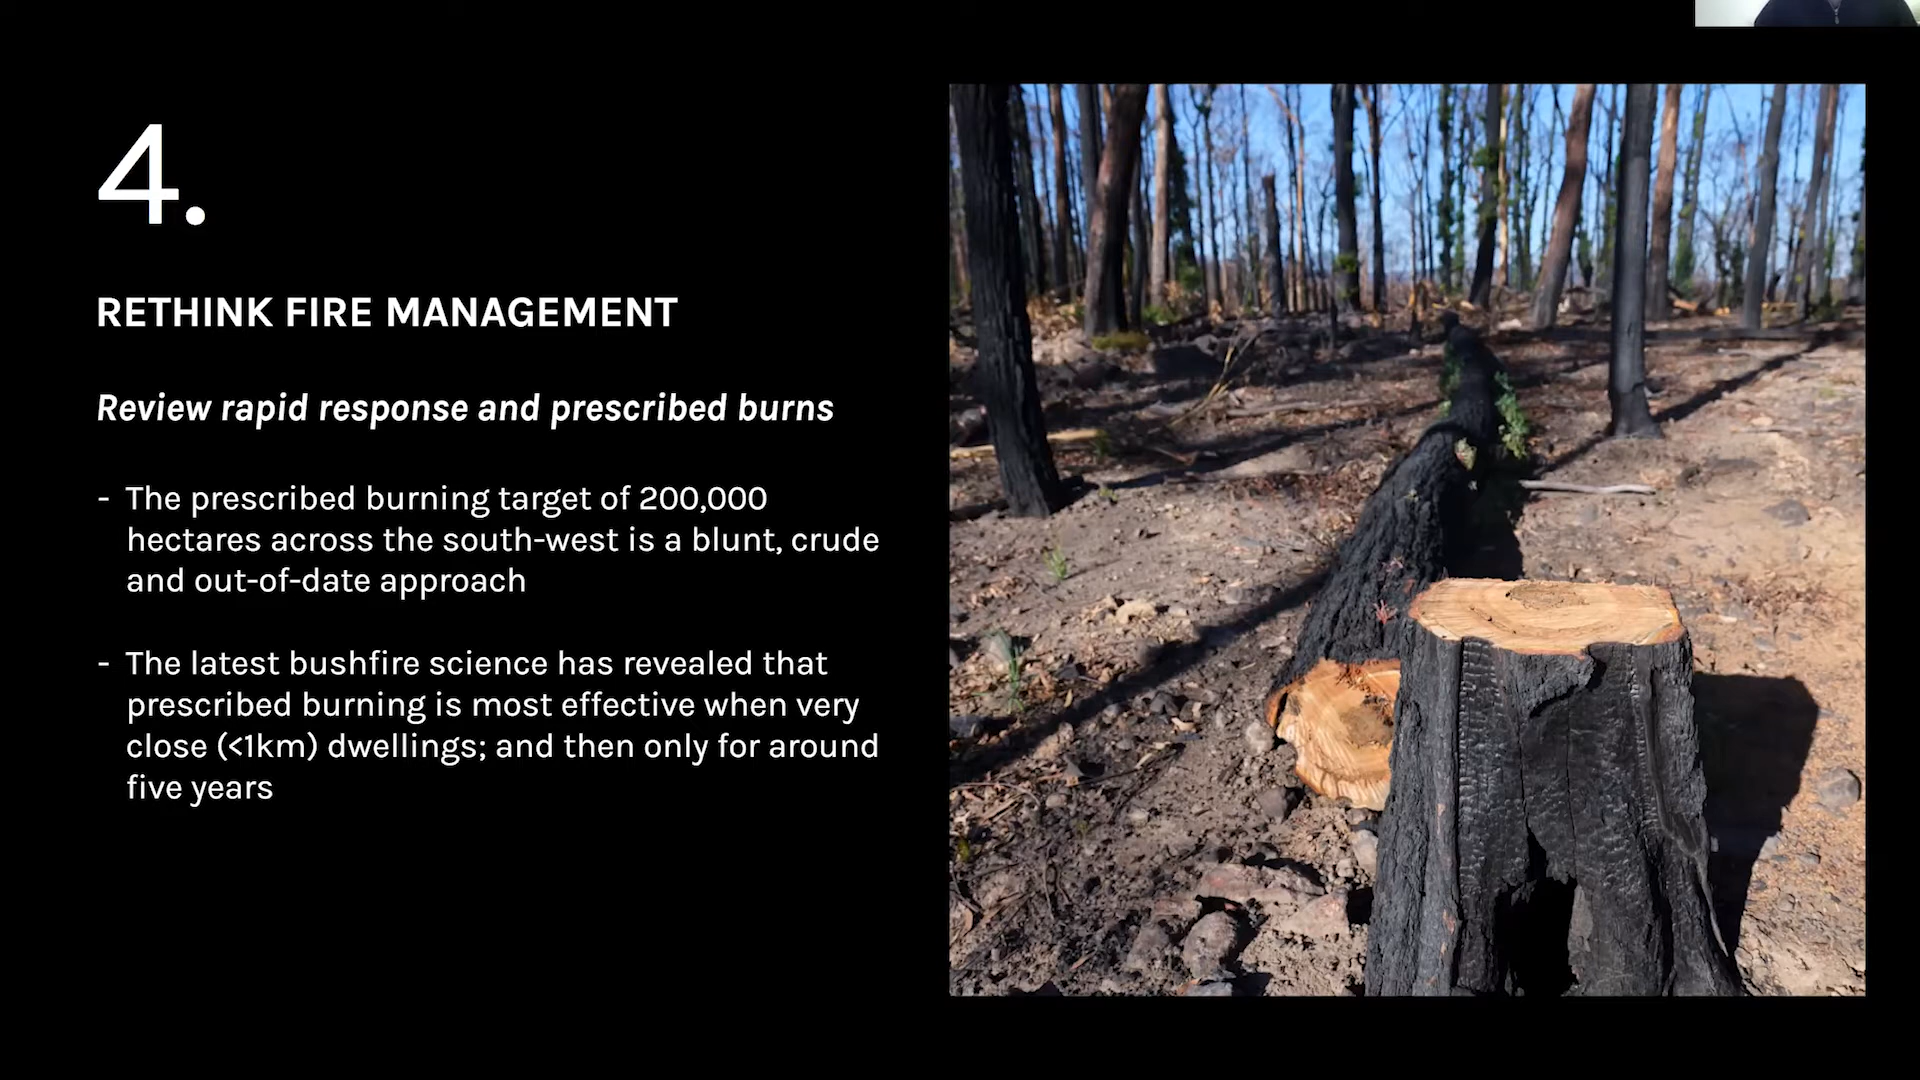 4.
RETHINK FIRE MANAGEMENT
Review rapid response and prescribed burns
- The prescribed burning target of 200,000
hectares across the south-west is a blunt, crude
and out-of-date approach
- The latest bushfire science has revealed that
prescribed burning is most effective when very
close (<1km) dwellings; and then only for around
five years